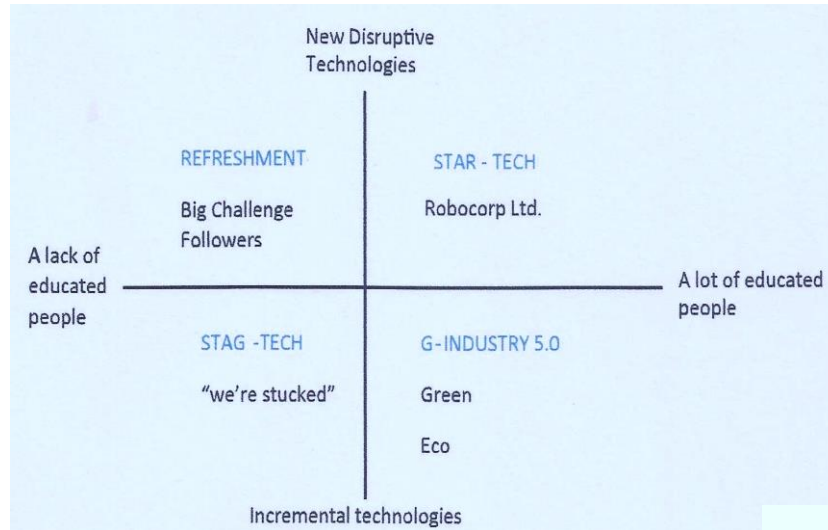 New Disruptive
Technologies
REFRESHMENT
Big Challenge
Followers
STAR - TECH
Robocorp Ltd.
A lack of
educated
people
A lot of educated
people
STAG -TECH
"we're stucked"
G-INDUSTRY 5.0
Green
Eco
Incremental technologies